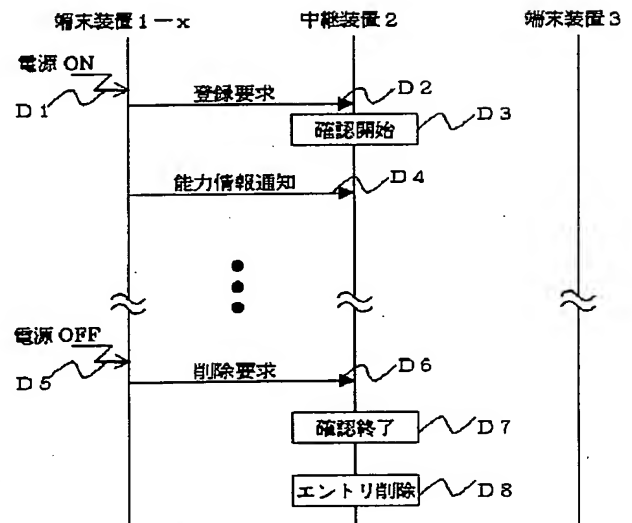 端末装置1－x 中継装置2 端末装置3
電源 ON
D1
登録要求
D2
確認開始
D3
能力情報通知
D4
電源 OFF
D5
削除要求
D6
確認終了
D7
エントリ削除
D8